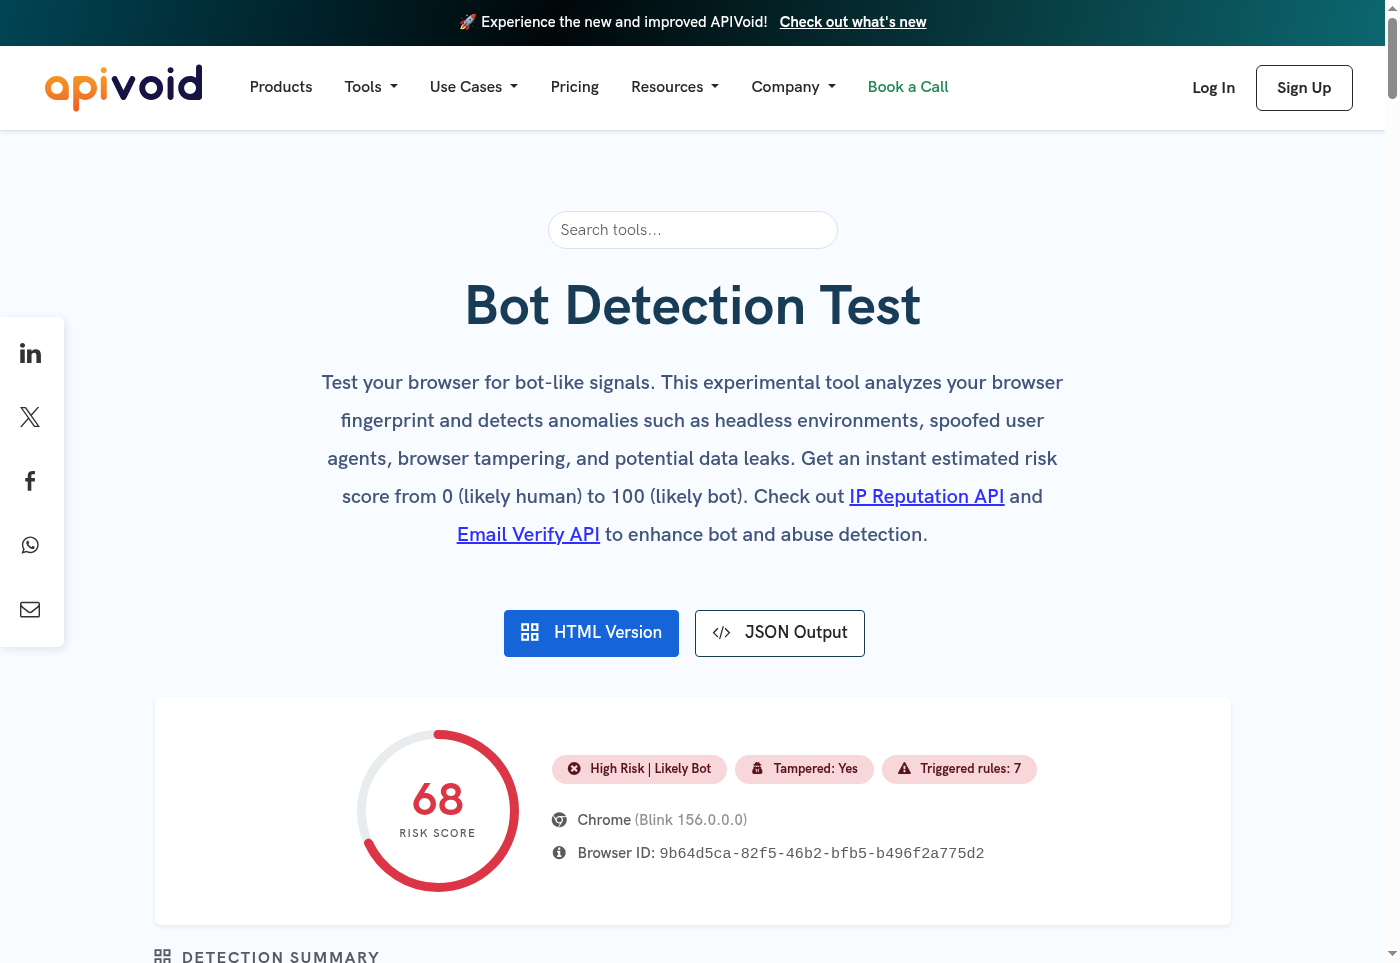 🚀 Experience the new and improved APIVoid! Check out what's new
apivoid
Products Tools Use Cases Pricing Resources Company Book a Call Log In Sign Up
Search tools...
Bot Detection Test
Test your browser for bot-like signals. This experimental tool analyzes your browser
fingerprint and detects anomalies such as headless environments, spoofed user
agents, browser tampering, and potential data leaks. Get an instant estimated risk
score from 0 (likely human) to 100 (likely bot). Check out IP Reputation API and
Email Verify API to enhance bot and abuse detection.
HTML Version JSON Output
68
RISK SCORE
High Risk | Likely Bot Tampered: Yes Triggered rules: 7
Chrome (Blink 156.0.0.0)
Browser ID: 9b64d5ca-82f5-46b2-bfb5-b496f2a775d2
DETECTION SUMMARY